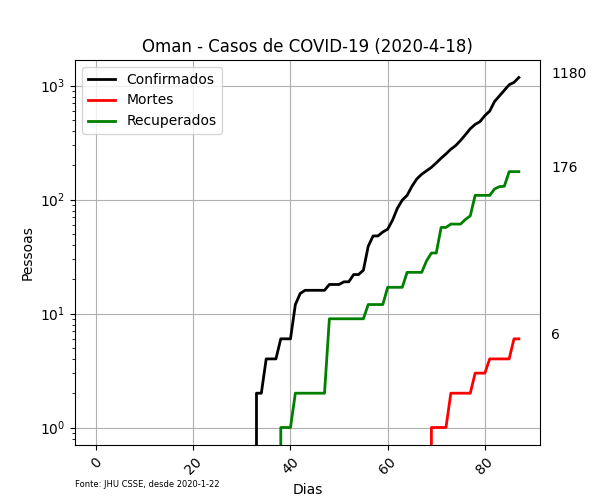 Oman - Casos de COVID-19 (2020-4-18)
Confirmados
Mortes
Recuperados
10³
10²
10¹
10⁰
Pessoas
1180
176
6
0 20 40 60 80
Dias
Fonte: JHU CSSE, desde 2020-1-22